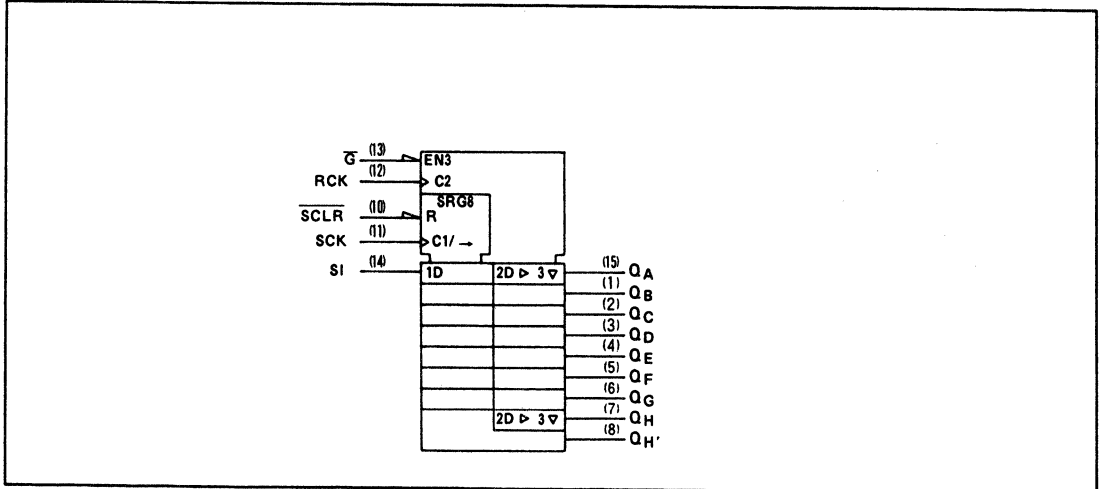 G̅ (13) EN3
RCK (12) C2
SRG8
S̅C̅L̅R̅ (10) R
SCK (11) C1/ →
SI (14) 1D 2D ▷ 3 ▽ (15) QA
(1) QB
(2) QC
(3) QD
(4) QE
(5) QF
(6) QG
2D ▷ 3 ▽ (7) QH
(8) QH'